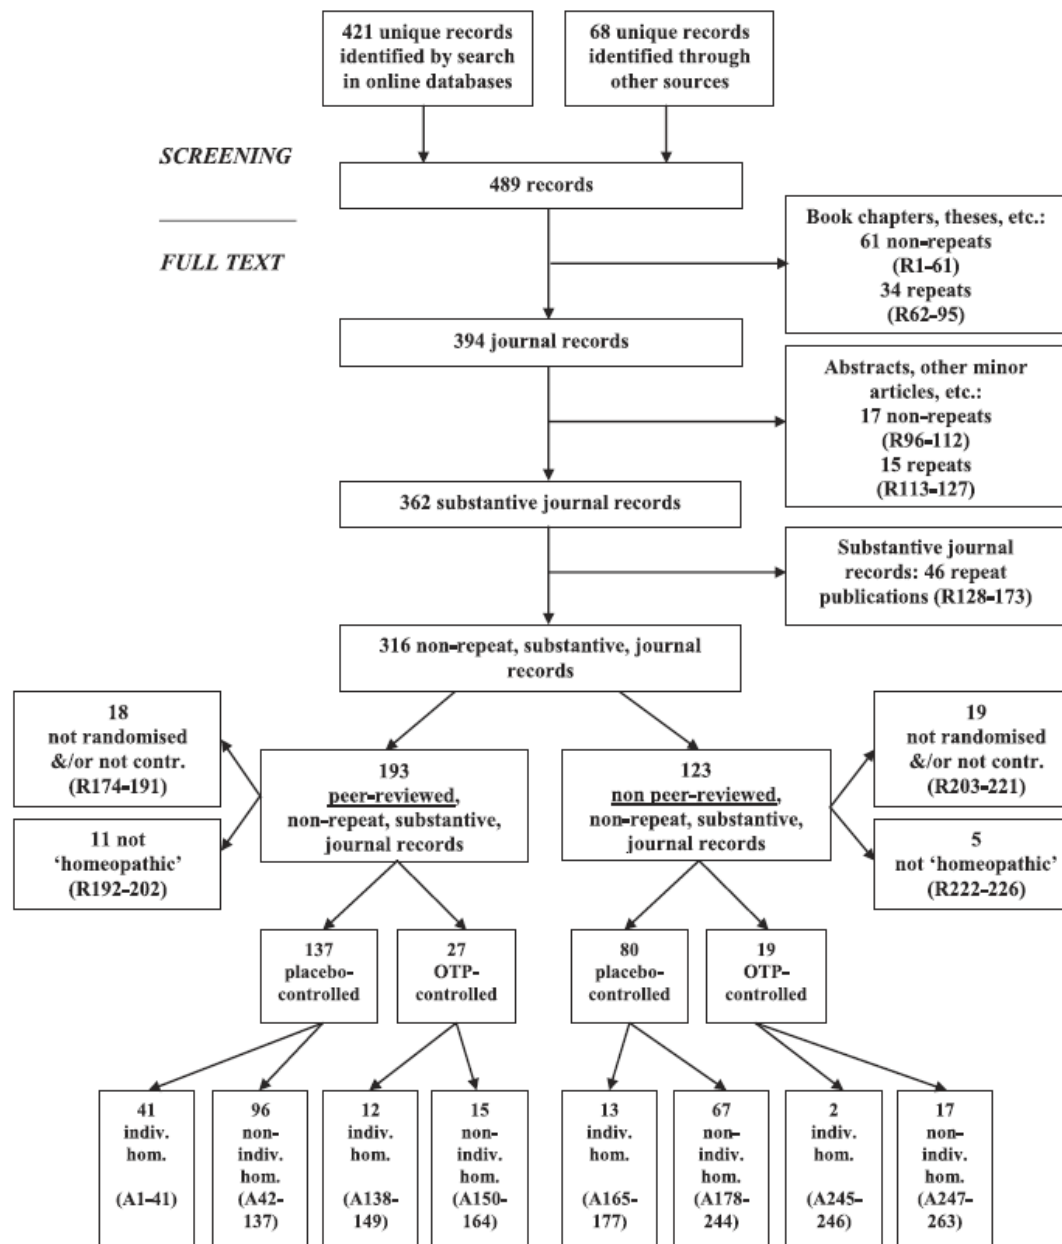 421 unique records
identified by search
in online databases
68 unique records
identified through
other sources
SCREENING
489 records
FULL TEXT
Book chapters, theses, etc.:
61 non-repeats
(R1–61)
34 repeats
(R62–95)
394 journal records
Abstracts, other minor
articles, etc.:
17 non-repeats
(R96–112)
15 repeats
(R113–127)
362 substantive journal records
Substantive journal
records: 46 repeat
publications (R128–173)
316 non-repeat, substantive, journal
records
18
not randomised
&/or not contr.
(R174–191)
11 not
‘homeopathic’
(R192–202)
193
peer-reviewed,
non-repeat, substantive,
journal records
123
non peer-reviewed,
non-repeat, substantive,
journal records
19
not randomised
&/or not contr.
(R203–221)
5
not ‘homeopathic’
(R222–226)
137
placebo-
controlled
27
OTP-
controlled
80
placebo-
controlled
19
OTP-
controlled
41
indiv.
hom.
(A1–41)
96
non-
indiv.
hom.
(A42-
137)
12
indiv.
hom.
(A138-
149)
15
non-
indiv.
hom.
(A150-
164)
13
indiv.
hom.
(A165-
177)
67
non–
indiv.
hom.
(A178-
244)
2
indiv.
hom.
(A245–
246)
17
non-indiv.
hom.
(A247-
263)